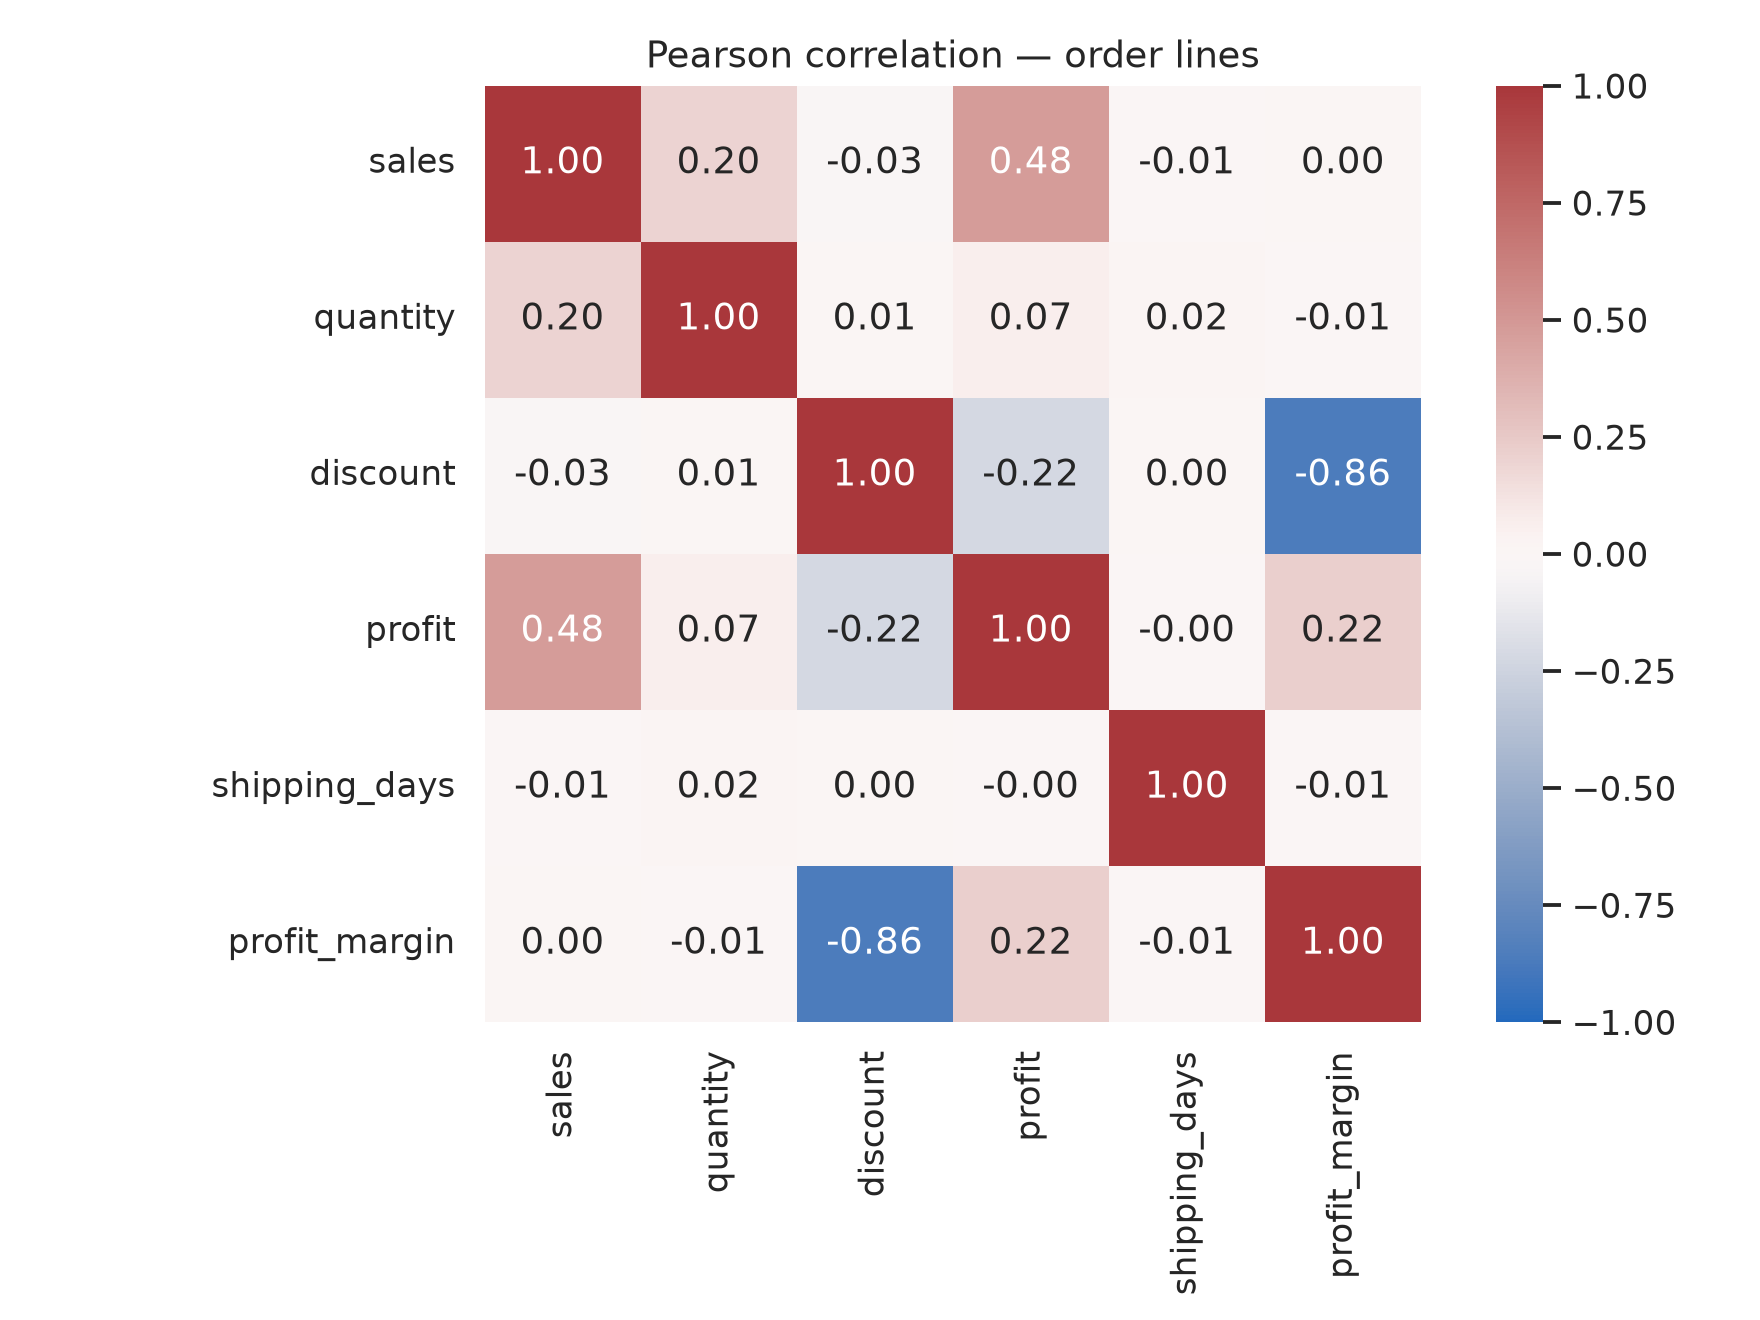 Pearson correlation — order lines
sales 1.00 0.20 -0.03 0.48 -0.01 0.00
quantity 0.20 1.00 0.01 0.07 0.02 -0.01
discount -0.03 0.01 1.00 -0.22 0.00 -0.86
profit 0.48 0.07 -0.22 1.00 -0.00 0.22
shipping_days -0.01 0.02 0.00 -0.00 1.00 -0.01
profit_margin 0.00 -0.01 -0.86 0.22 -0.01 1.00
sales
quantity
discount
profit
shipping_days
profit_margin
1.00
0.75
0.50
0.25
0.00
−0.25
−0.50
−0.75
−1.00